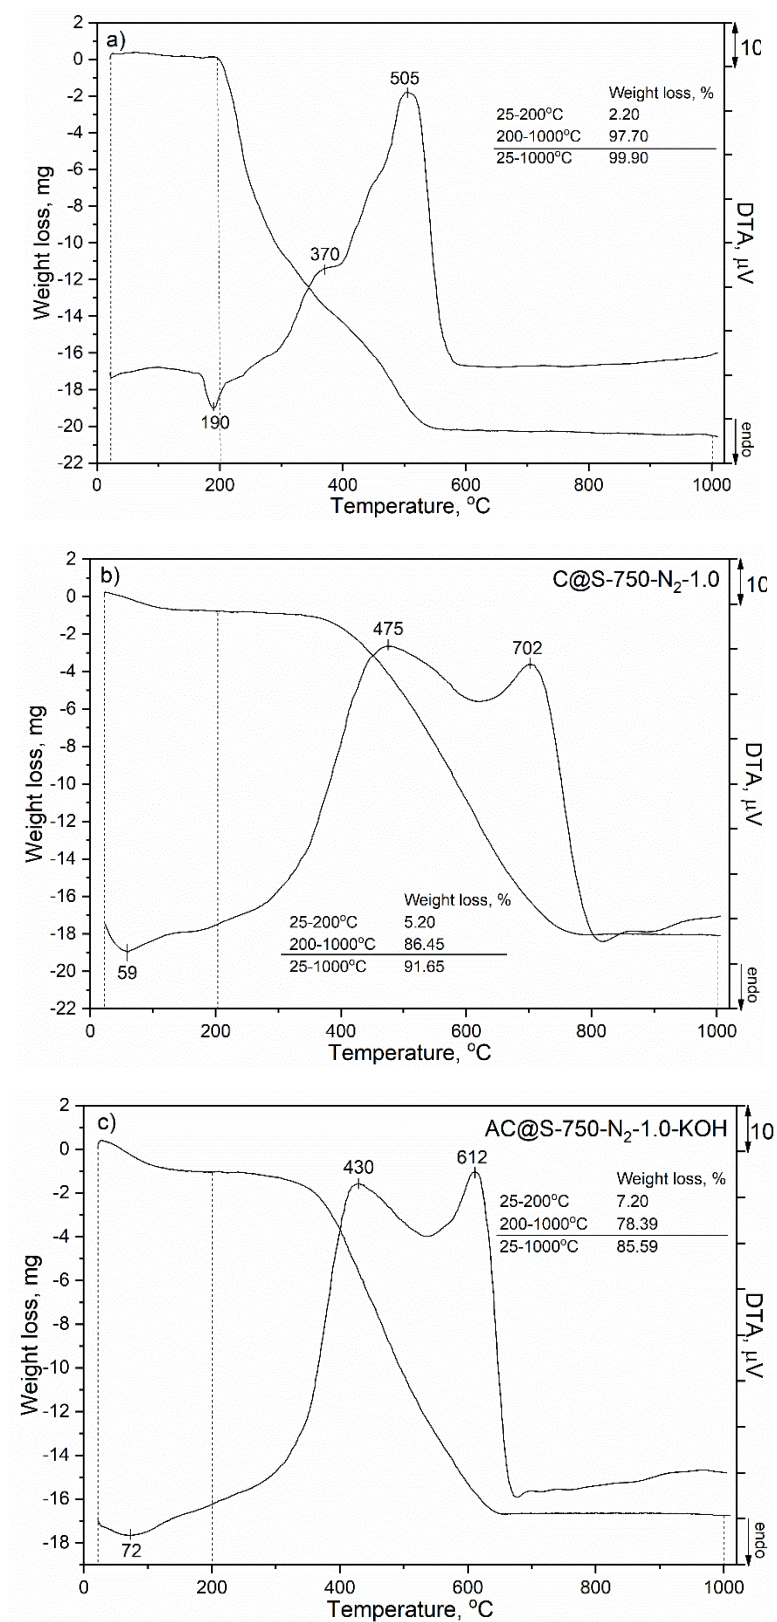 a)
10
2
0
-2
-4
-6
-8
-10
-12
-14
-16
-18
-20
-22
Weight loss, mg
505
370
190
Weight loss, %
25-200°C 2.20
200-1000°C 97.70
25-1000°C 99.90
DTA, µV
endo
0 200 400 600 800 1000
Temperature, °C
b)
C@S-750-N₂-1.0
10
2
0
-2
-4
-6
-8
-10
-12
-14
-16
-18
-20
-22
Weight loss, mg
475
702
59
Weight loss, %
25-200°C 5.20
200-1000°C 86.45
25-1000°C 91.65
DTA, µV
endo
0 200 400 600 800 1000
Temperature, °C
c)
AC@S-750-N₂-1.0-KOH
10
2
0
-2
-4
-6
-8
-10
-12
-14
-16
-18
Weight loss, mg
430
612
72
Weight loss, %
25-200°C 7.20
200-1000°C 78.39
25-1000°C 85.59
DTA, µV
endo
0 200 400 600 800 1000
Temperature, °C